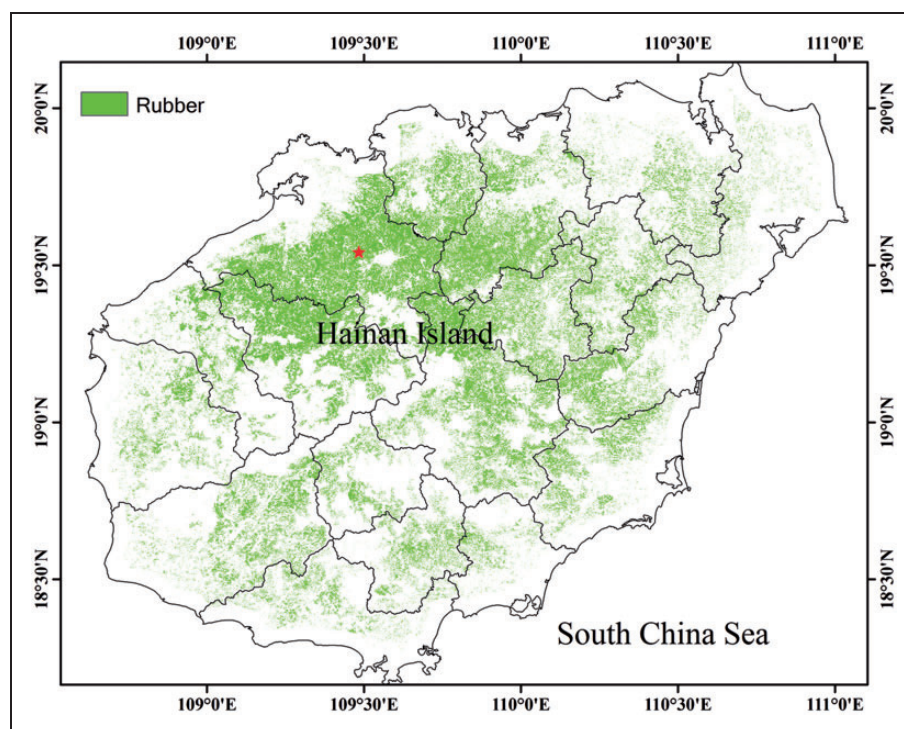 109°0′E 109°30′E 110°0′E 110°30′E 111°0′E
20°0′N 20°0′N
Rubber
19°30′N 19°30′N
Hainan Island
19°0′N 19°0′N
18°30′N 18°30′N
South China Sea
109°0′E 109°30′E 110°0′E 110°30′E 111°0′E